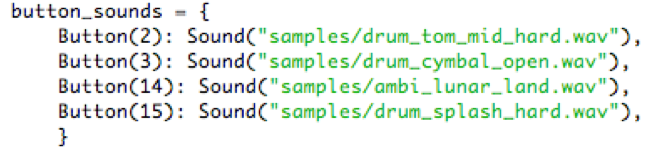 button_sounds = {
    Button(2): Sound("samples/drum_tom_mid_hard.wav"),
    Button(3): Sound("samples/drum_cymbal_open.wav"),
    Button(14): Sound("samples/ambi_lunar_land.wav"),
    Button(15): Sound("samples/drum_splash_hard.wav"),
    }